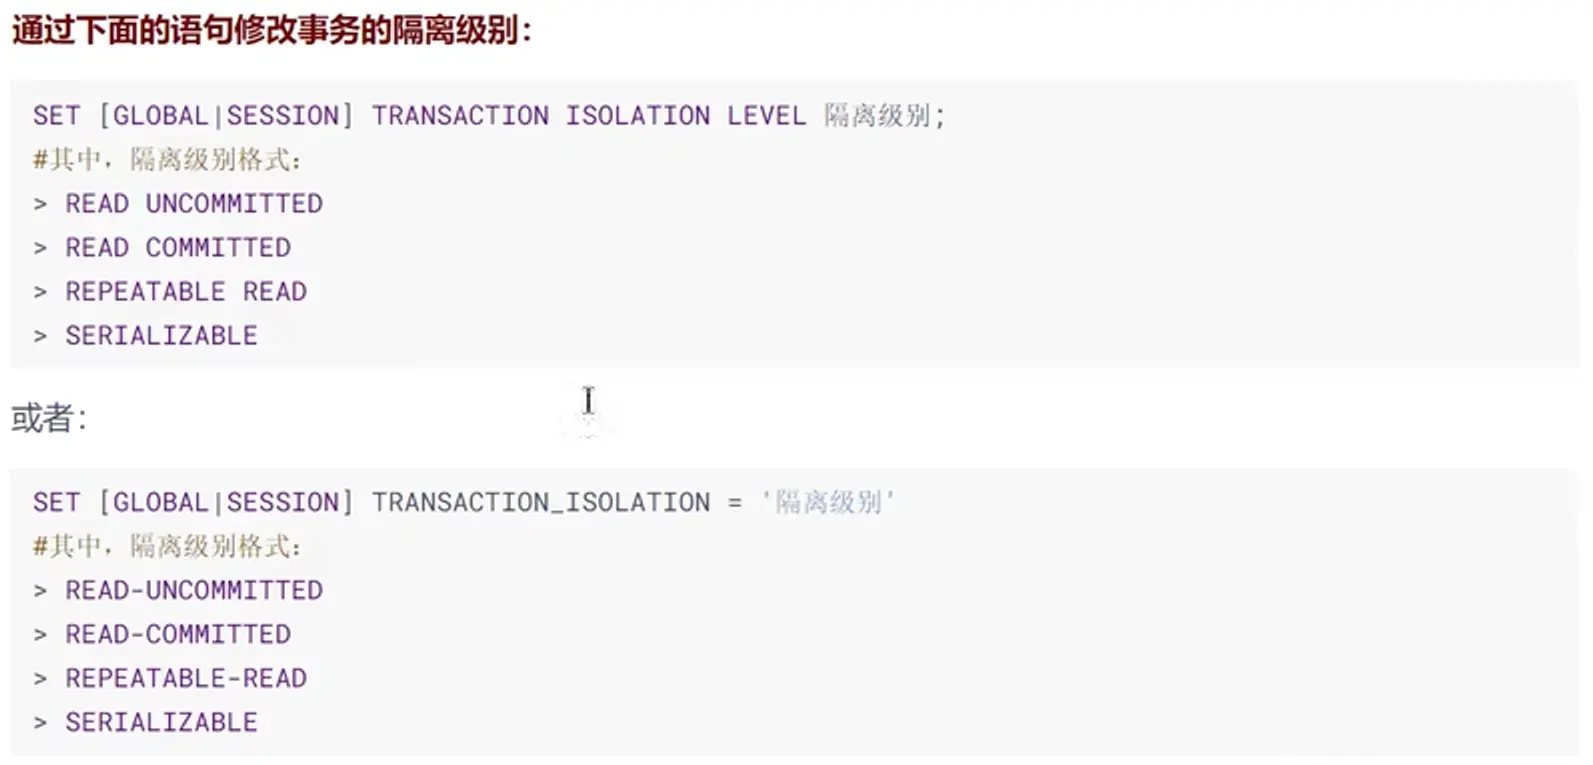 通过下面的语句修改事务的隔离级别：
SET [GLOBAL|SESSION] TRANSACTION ISOLATION LEVEL 隔离级别;
#其中，隔离级别格式：
> READ UNCOMMITTED
> READ COMMITTED
> REPEATABLE READ
> SERIALIZABLE
或者：
SET [GLOBAL|SESSION] TRANSACTION_ISOLATION = '隔离级别'
#其中，隔离级别格式：
> READ-UNCOMMITTED
> READ-COMMITTED
> REPEATABLE-READ
> SERIALIZABLE